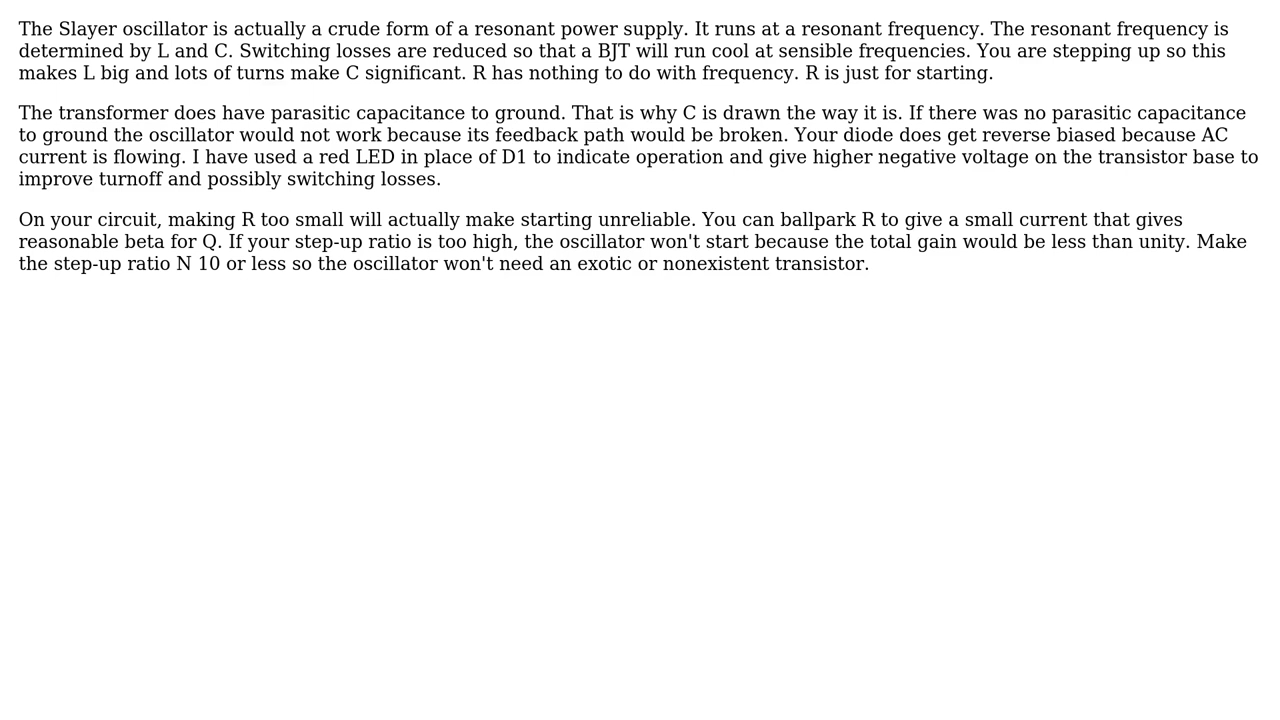 The Slayer oscillator is actually a crude form of a resonant power supply. It runs at a resonant frequency. The resonant frequency is
determined by L and C. Switching losses are reduced so that a BJT will run cool at sensible frequencies. You are stepping up so this
makes L big and lots of turns make C significant. R has nothing to do with frequency. R is just for starting.
The transformer does have parasitic capacitance to ground. That is why C is drawn the way it is. If there was no parasitic capacitance
to ground the oscillator would not work because its feedback path would be broken. Your diode does get reverse biased because AC
current is flowing. I have used a red LED in place of D1 to indicate operation and give higher negative voltage on the transistor base to
improve turnoff and possibly switching losses.
On your circuit, making R too small will actually make starting unreliable. You can ballpark R to give a small current that gives
reasonable beta for Q. If your step-up ratio is too high, the oscillator won't start because the total gain would be less than unity. Make
the step-up ratio N 10 or less so the oscillator won't need an exotic or nonexistent transistor.